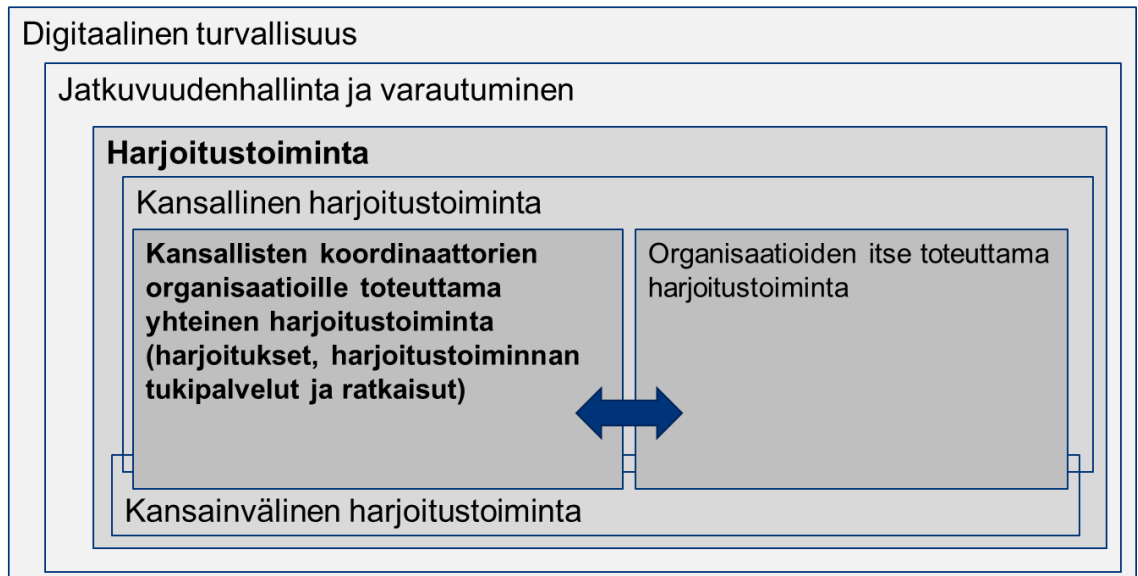 Digitaalinen turvallisuus
Jatkuvuudenhallinta ja varautuminen
Harjoitustoiminta
Kansallinen harjoitustoiminta
Kansallisten koordinaattorien
organisaatioille toteuttama
yhteinen harjoitustoiminta
(harjoitukset, harjoitustoiminnan
tukipalvelut ja ratkaisut)
Organisaatioiden itse toteuttama
harjoitustoiminta
Kansainvälinen harjoitustoiminta